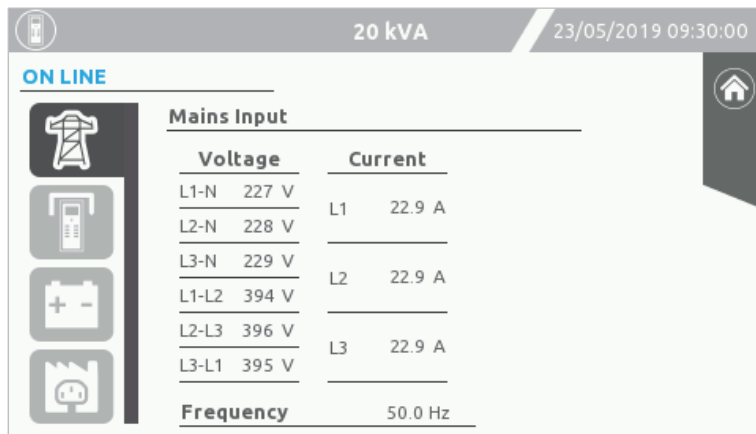 20 kVA 23/05/2019 09:30:00
ON LINE
Mains Input
Voltage Current
L1-N 227 V
L1 22.9 A
L2-N 228 V
L3-N 229 V
L2 22.9 A
L1-L2 394 V
L2-L3 396 V
L3 22.9 A
L3-L1 395 V
Frequency 50.0 Hz